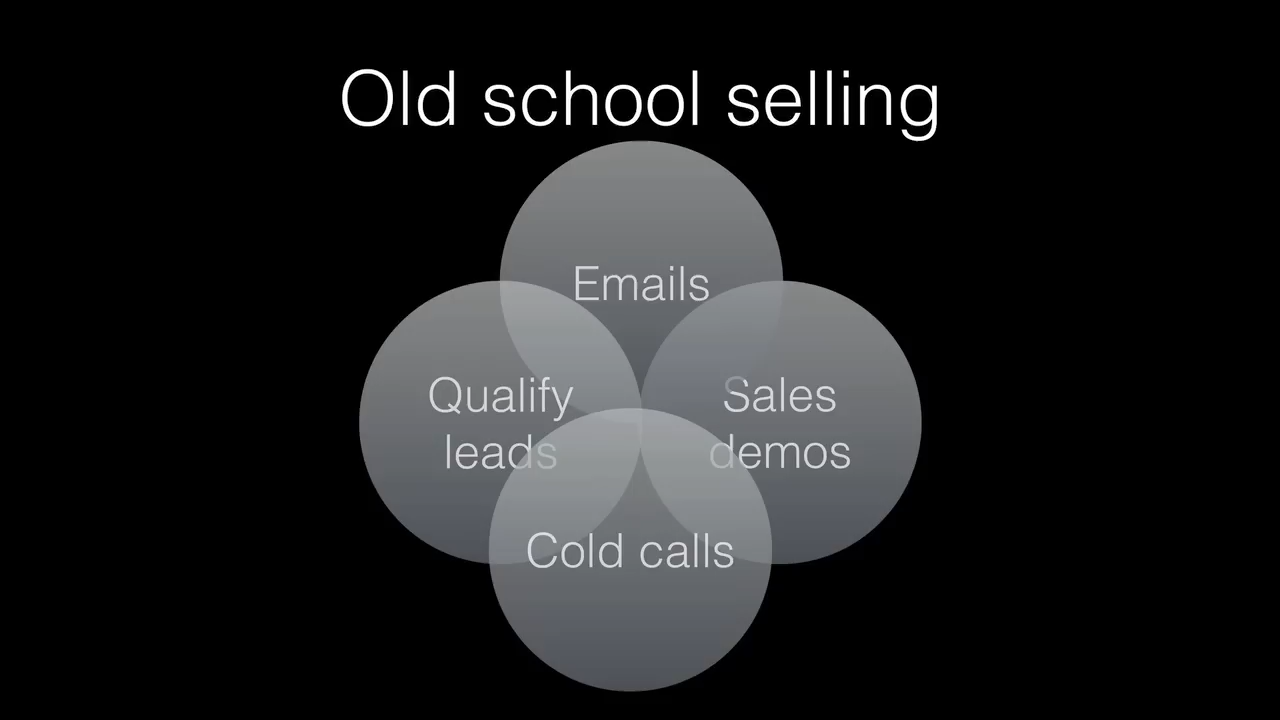 Old school selling
Emails
Qualify
leads
Sales
demos
Cold calls